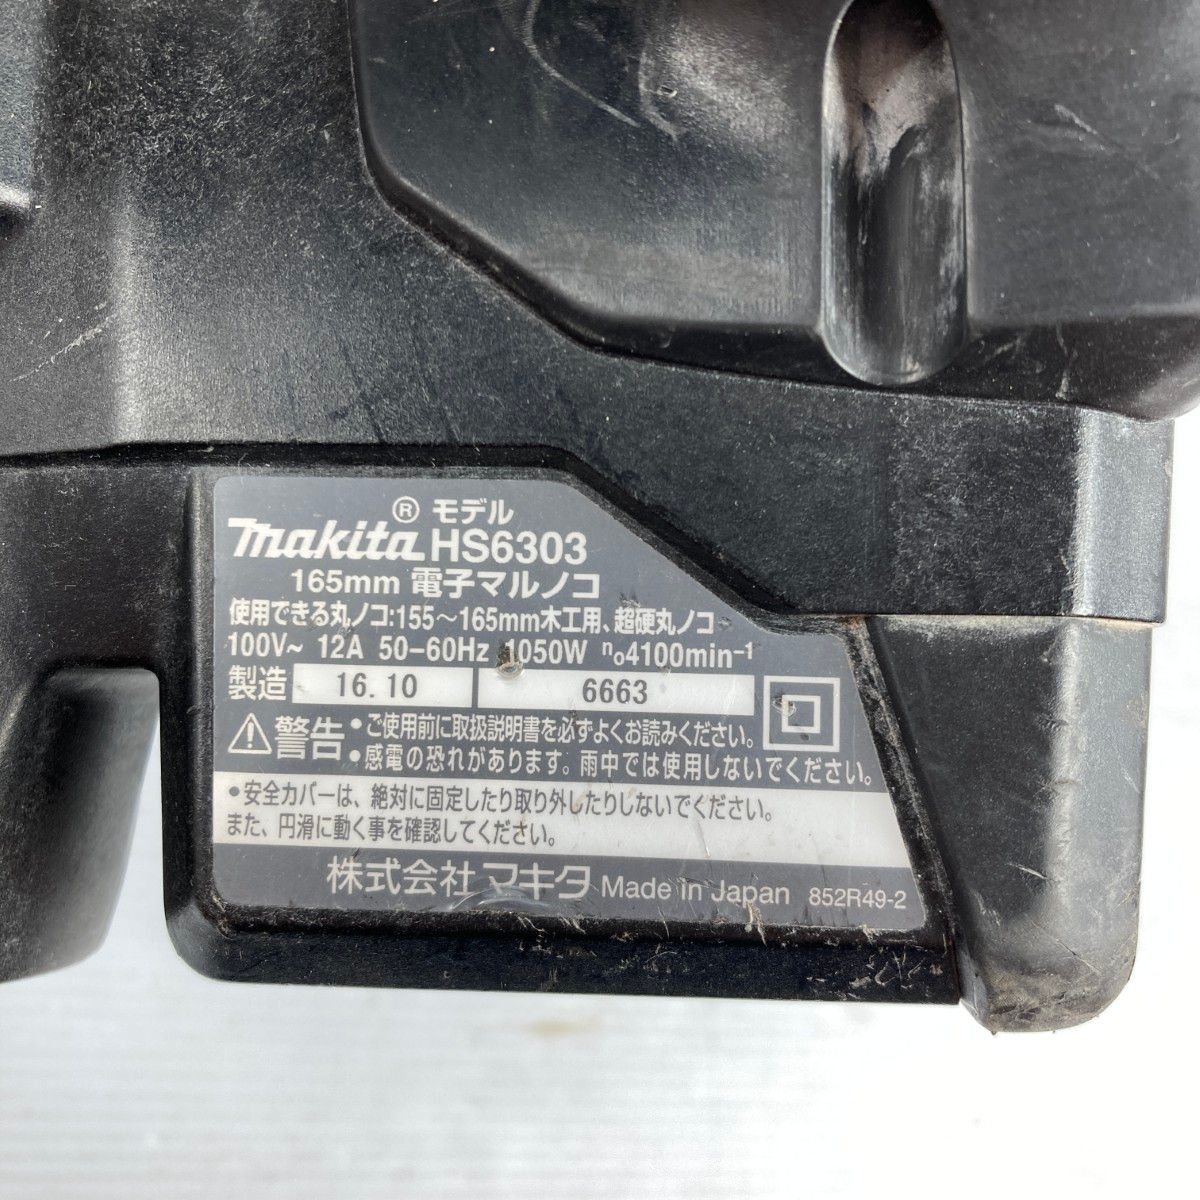 ® モデル
makita HS6303
165mm 電子マルノコ
使用できる丸ノコ:155～165mm木工用、超硬丸ノコ
100V~ 12A 50-60Hz 1050W n₀4100min⁻¹
製造 16.10 6663
警告 •ご使用前に取扱説明書を必ずよくお読みください。
•感電の恐れがあります。雨中では使用しないでください。
•安全カバーは、絶対に固定したり取り外したりしないでください。
また、円滑に動く事を確認してください。
株式会社マキタ Made in Japan 852R49-2